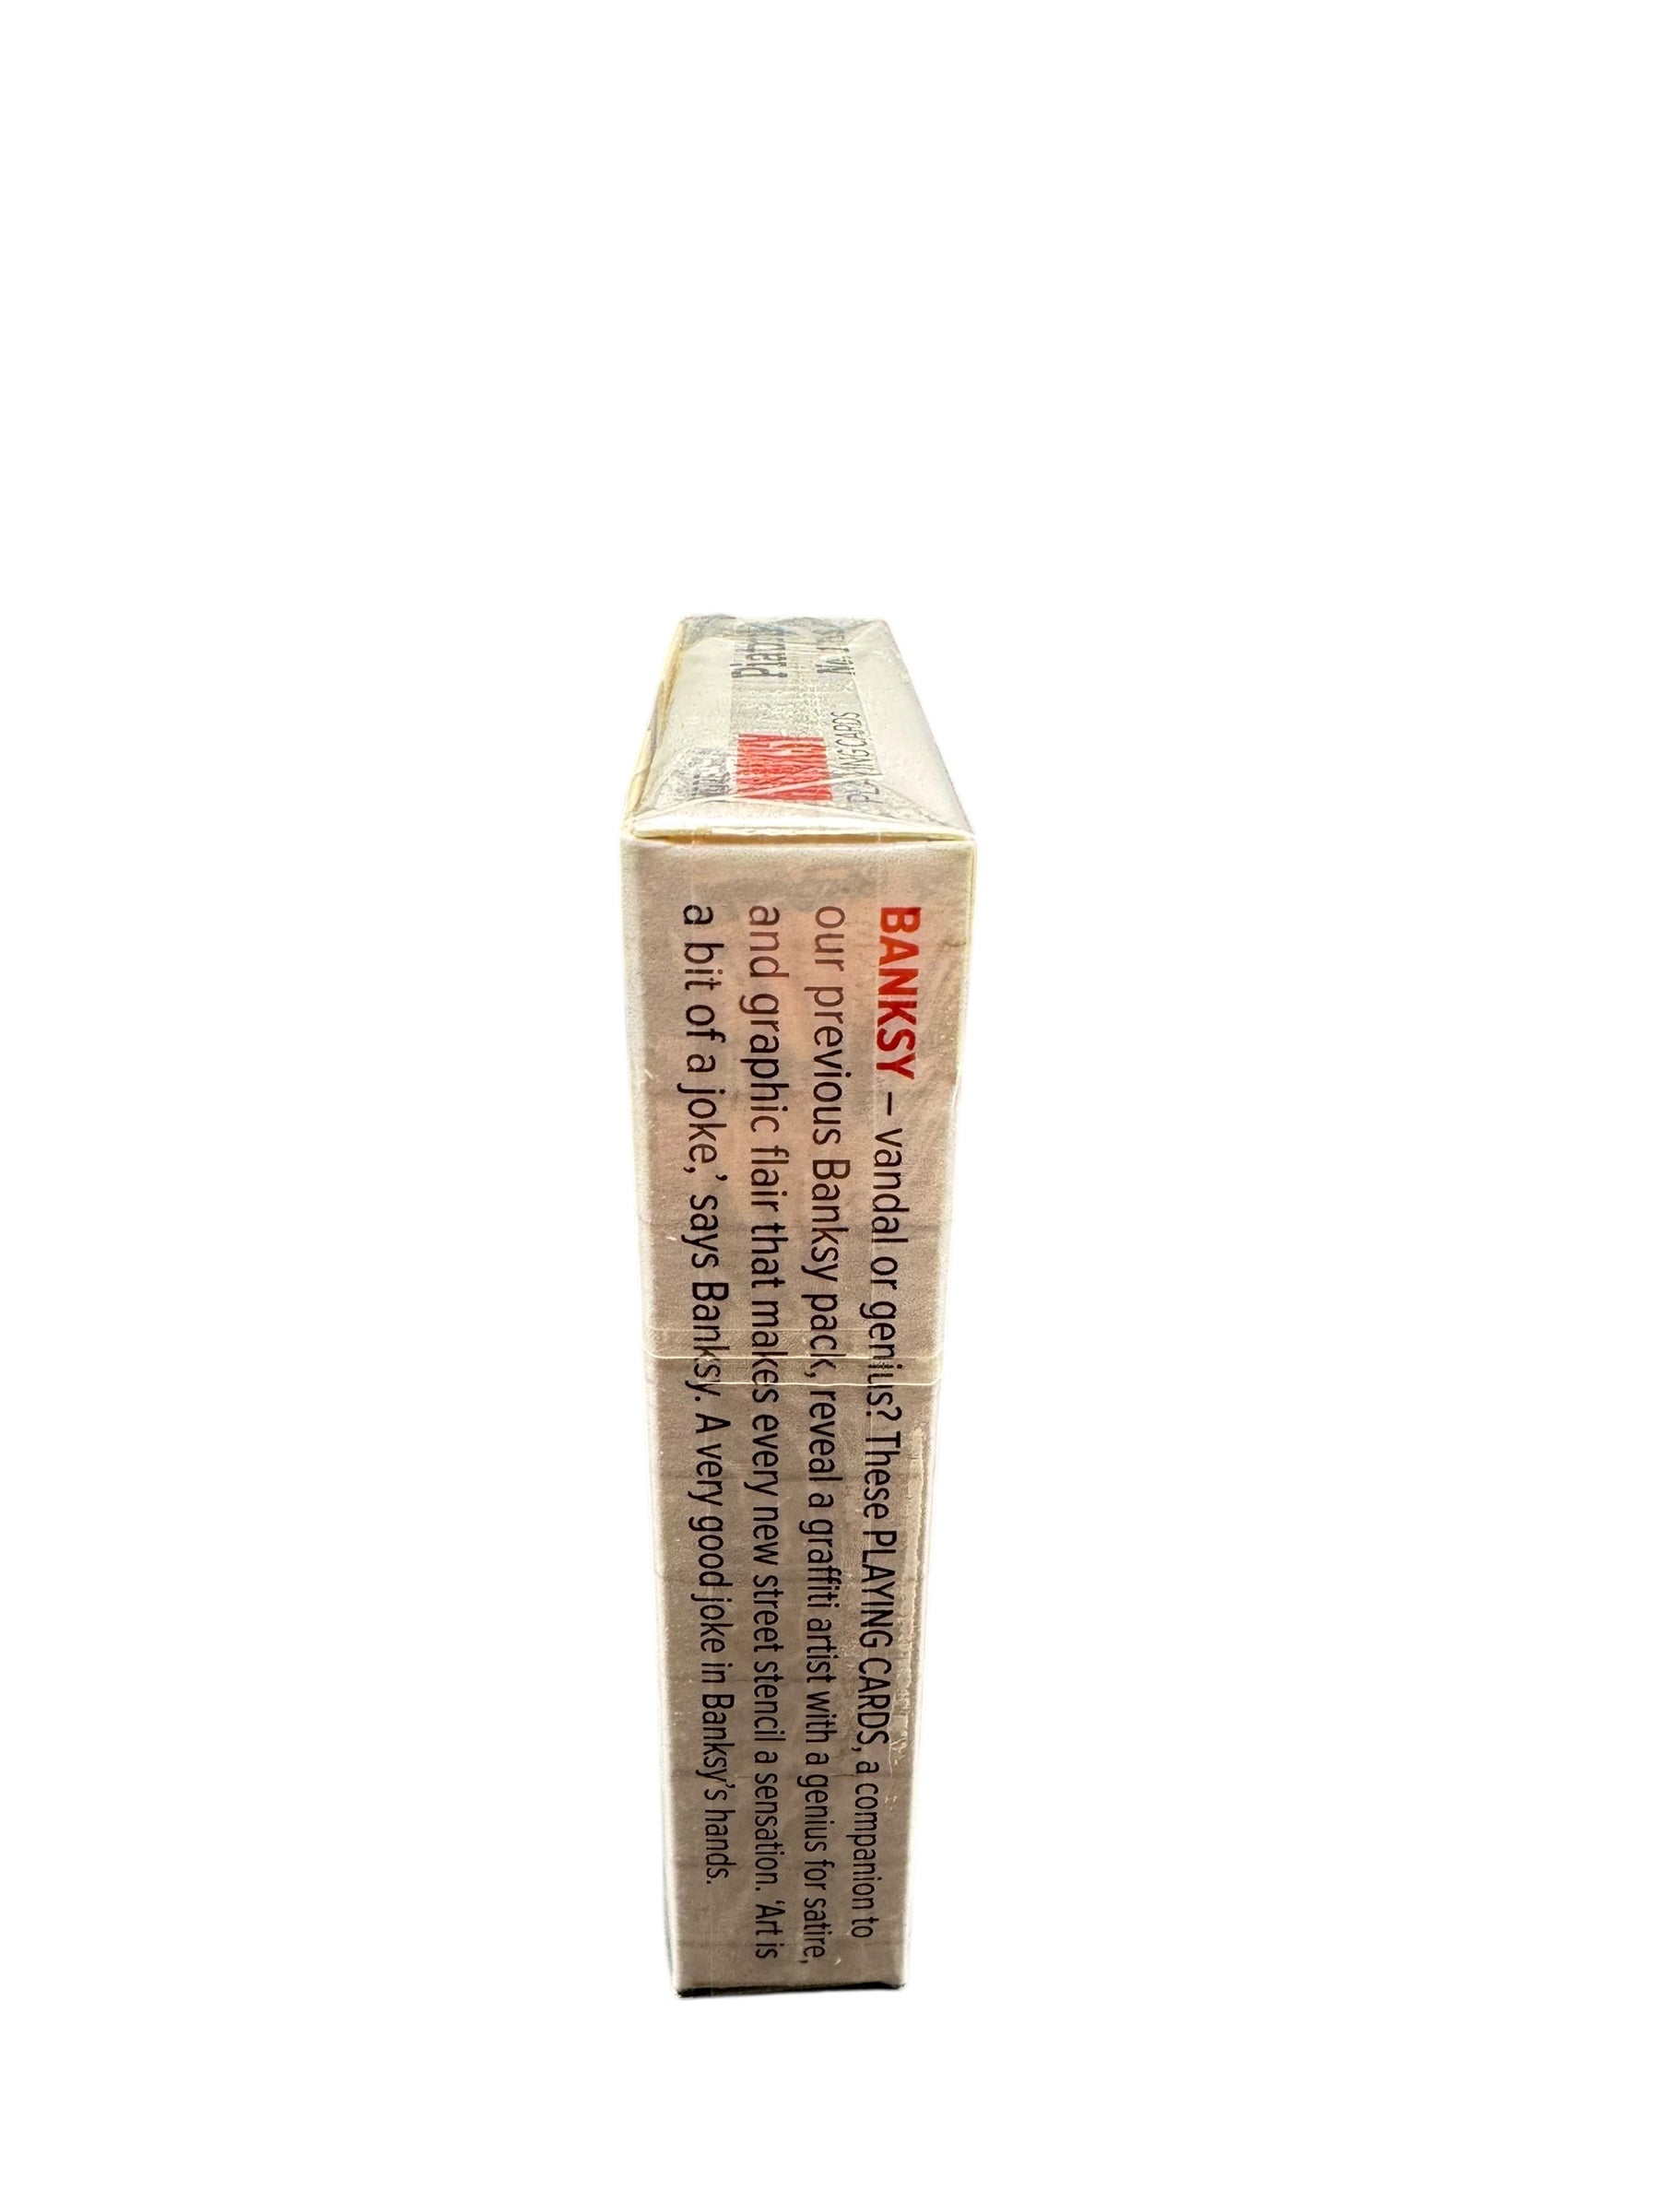 BANKSY – vandal or genius? These PLAYING CARDS, a companion to
our previous Banksy pack, reveal a graffiti artist with a genius for satire,
and graphic flair that makes every new street stencil a sensation. ‘Art is
a bit of a joke,’ says Banksy. A very good joke in Banksy’s hands.
PLAYING CARDS